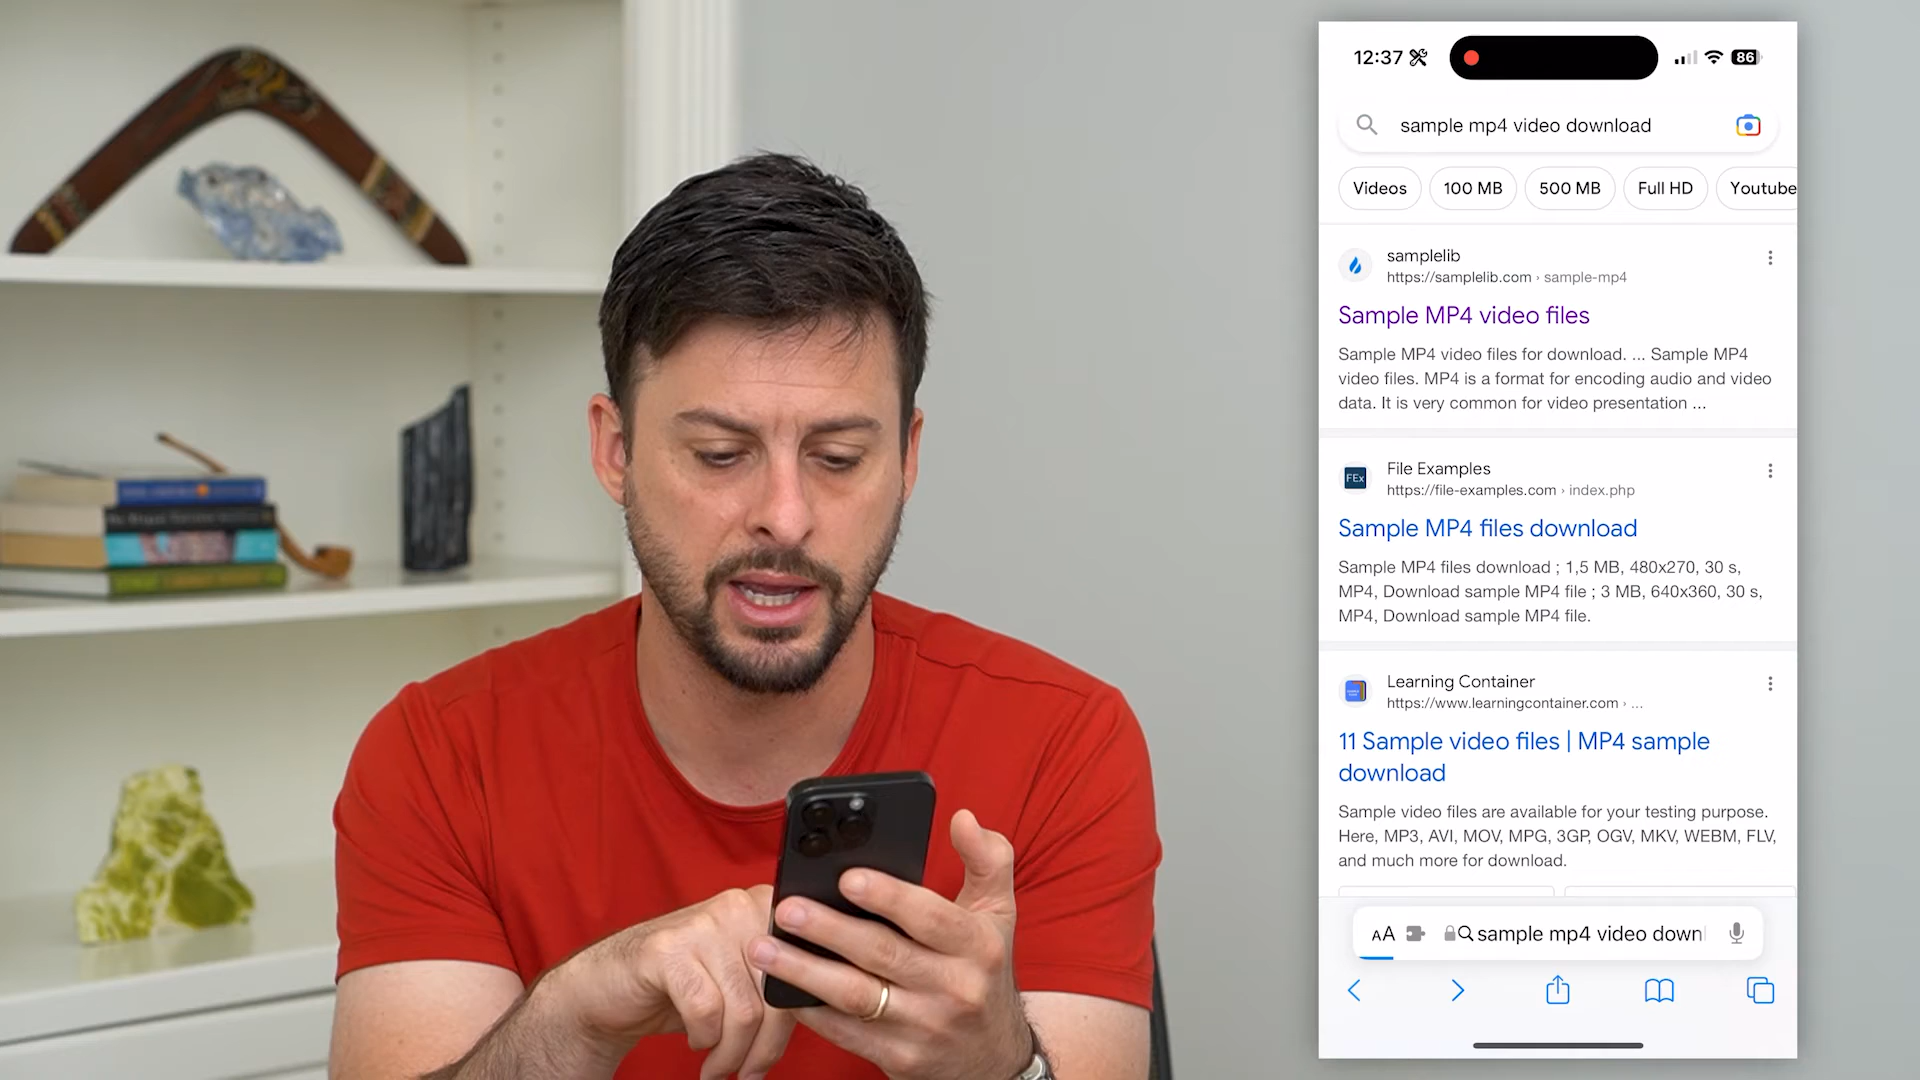 12:37
86
sample mp4 video download
Videos
100 MB
500 MB
Full HD
Youtube
samplelib
https://samplelib.com › sample-mp4
Sample MP4 video files
Sample MP4 video files for download. ... Sample MP4
video files. MP4 is a format for encoding audio and video
data. It is very common for video presentation ...
FEx
File Examples
https://file-examples.com › index.php
Sample MP4 files download
Sample MP4 files download ; 1,5 MB, 480x270, 30 s,
MP4, Download sample MP4 file ; 3 MB, 640x360, 30 s,
MP4, Download sample MP4 file.
Learning Container
https://www.learningcontainer.com › ...
11 Sample video files | MP4 sample
download
Sample video files are available for your testing purpose.
Here, MP3, AVI, MOV, MPG, 3GP, OGV, MKV, WEBM, FLV,
and much more for download.
AA
sample mp4 video down